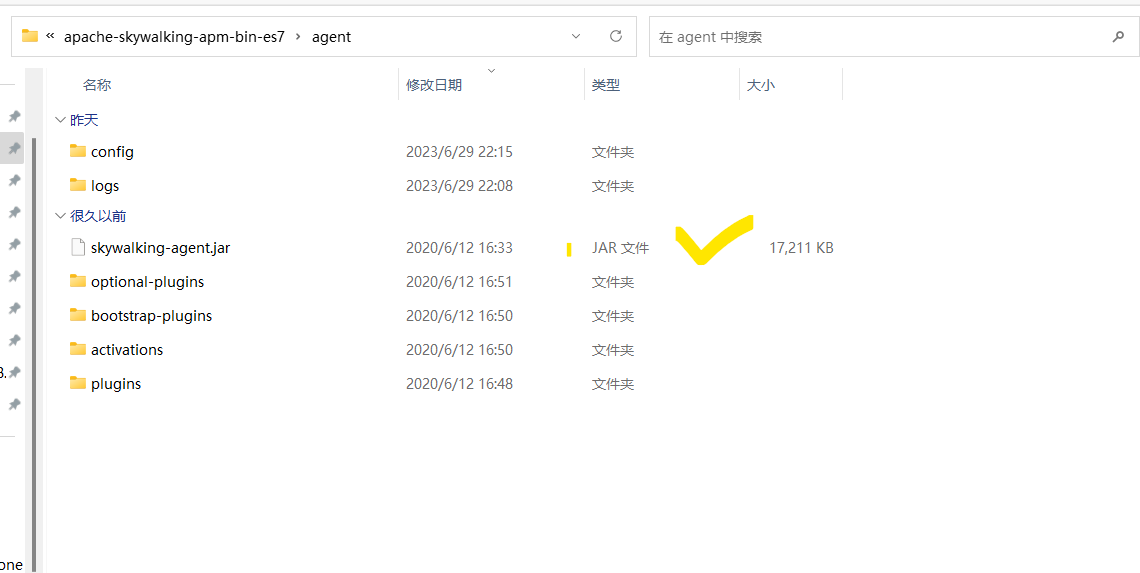 « apache-skywalking-apm-bin-es7 › agent
在 agent 中搜索
名称 修改日期 类型 大小
昨天
config 2023/6/29 22:15 文件夹
logs 2023/6/29 22:08 文件夹
很久以前
skywalking-agent.jar 2020/6/12 16:33 JAR 文件 17,211 KB
optional-plugins 2020/6/12 16:51 文件夹
bootstrap-plugins 2020/6/12 16:50 文件夹
activations 2020/6/12 16:50 文件夹
plugins 2020/6/12 16:48 文件夹
one